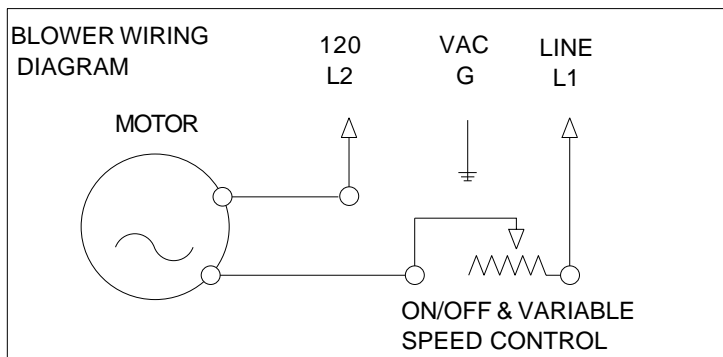 BLOWER WIRING
DIAGRAM
120 VAC LINE
L2 G L1
MOTOR
ON/OFF & VARIABLE
SPEED CONTROL